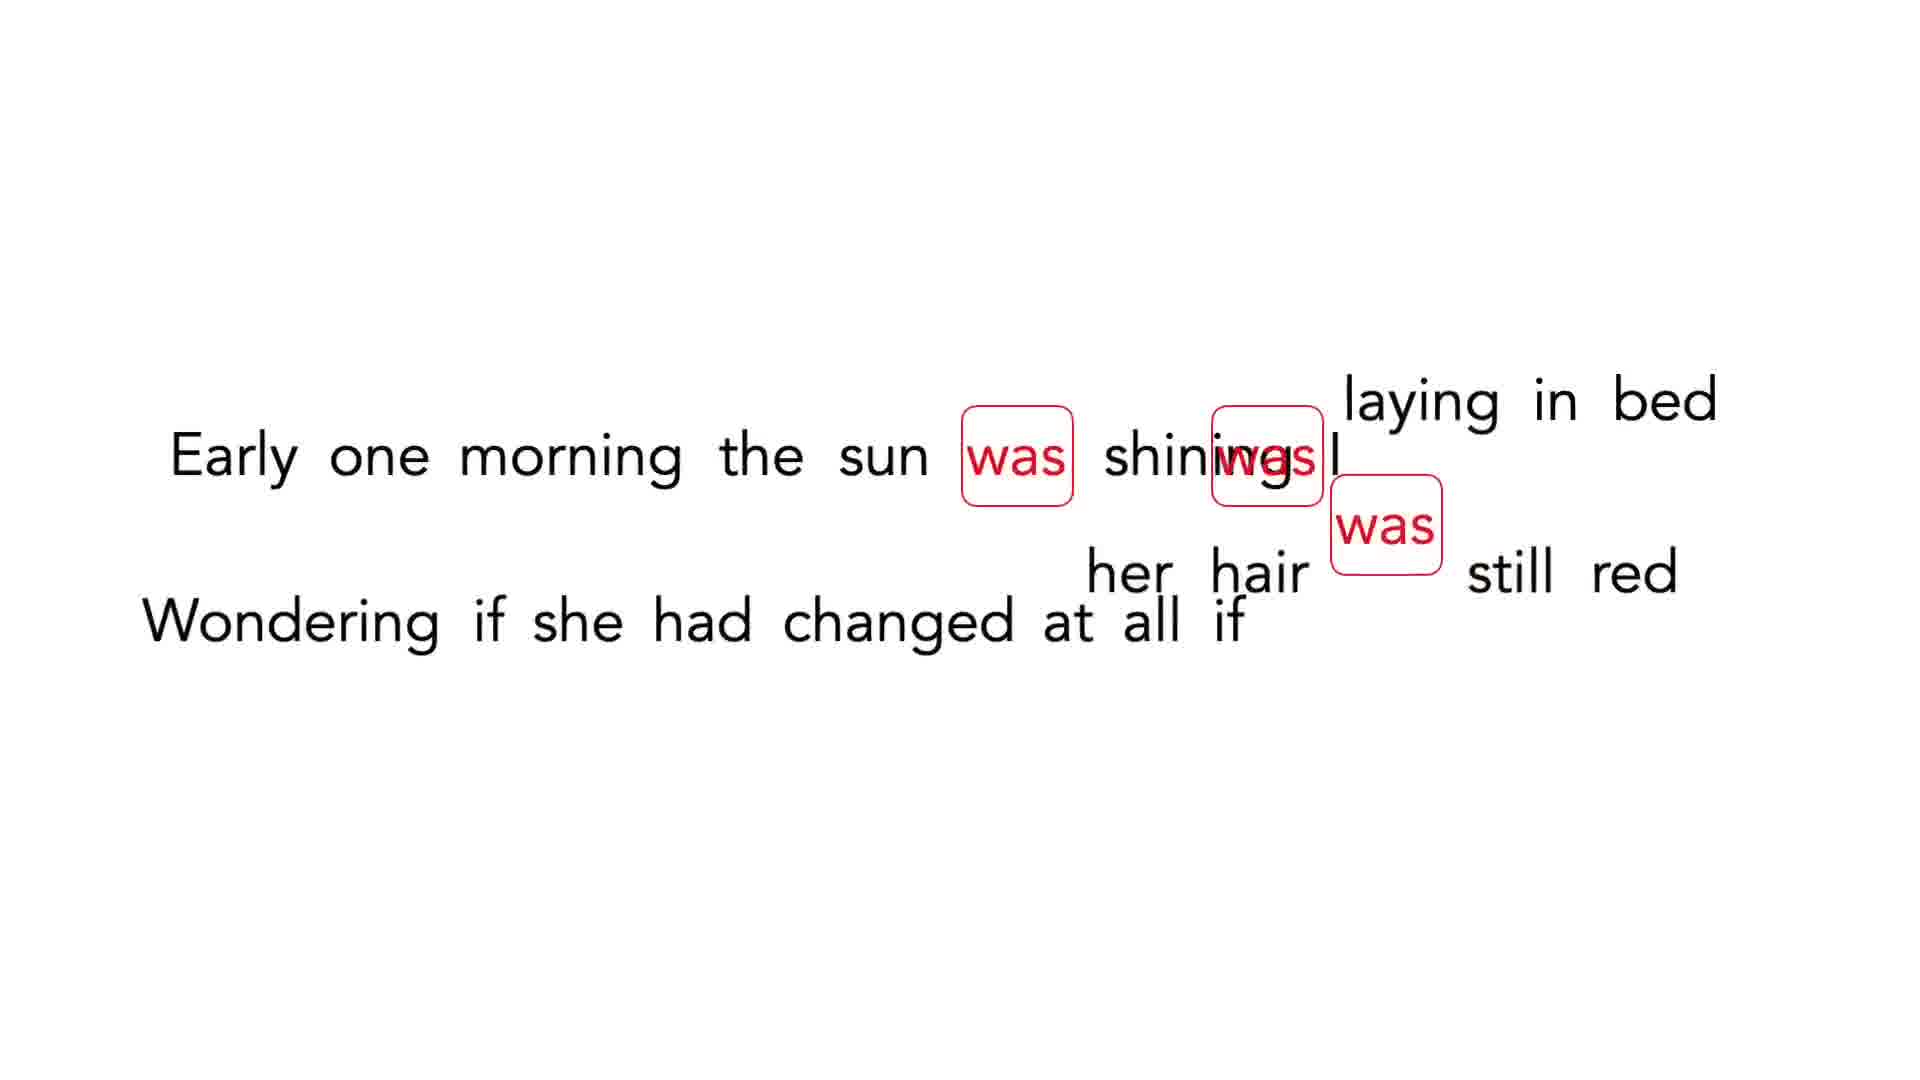 Early one morning the sun was shining I was laying in bed
Wondering if she had changed at all if her hair was still red